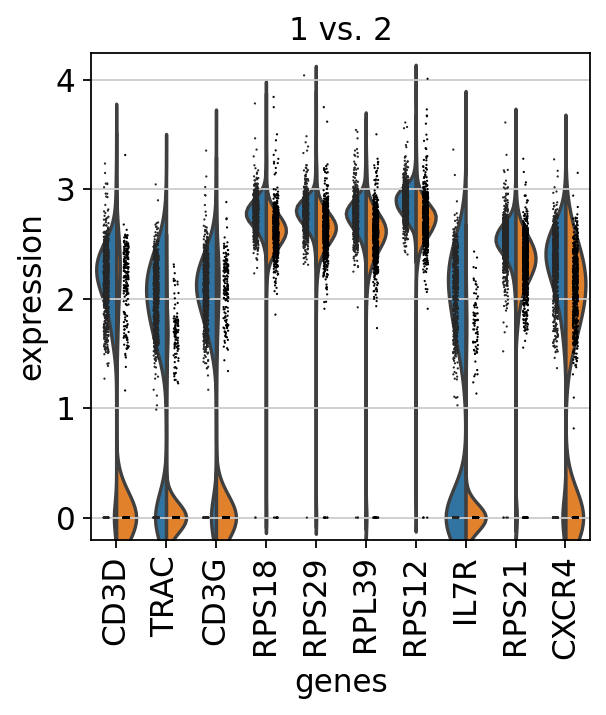 1 vs. 2
expression
4
3
2
1
0
CD3D
TRAC
CD3G
RPS18
RPS29
RPL39
RPS12
IL7R
RPS21
CXCR4
genes